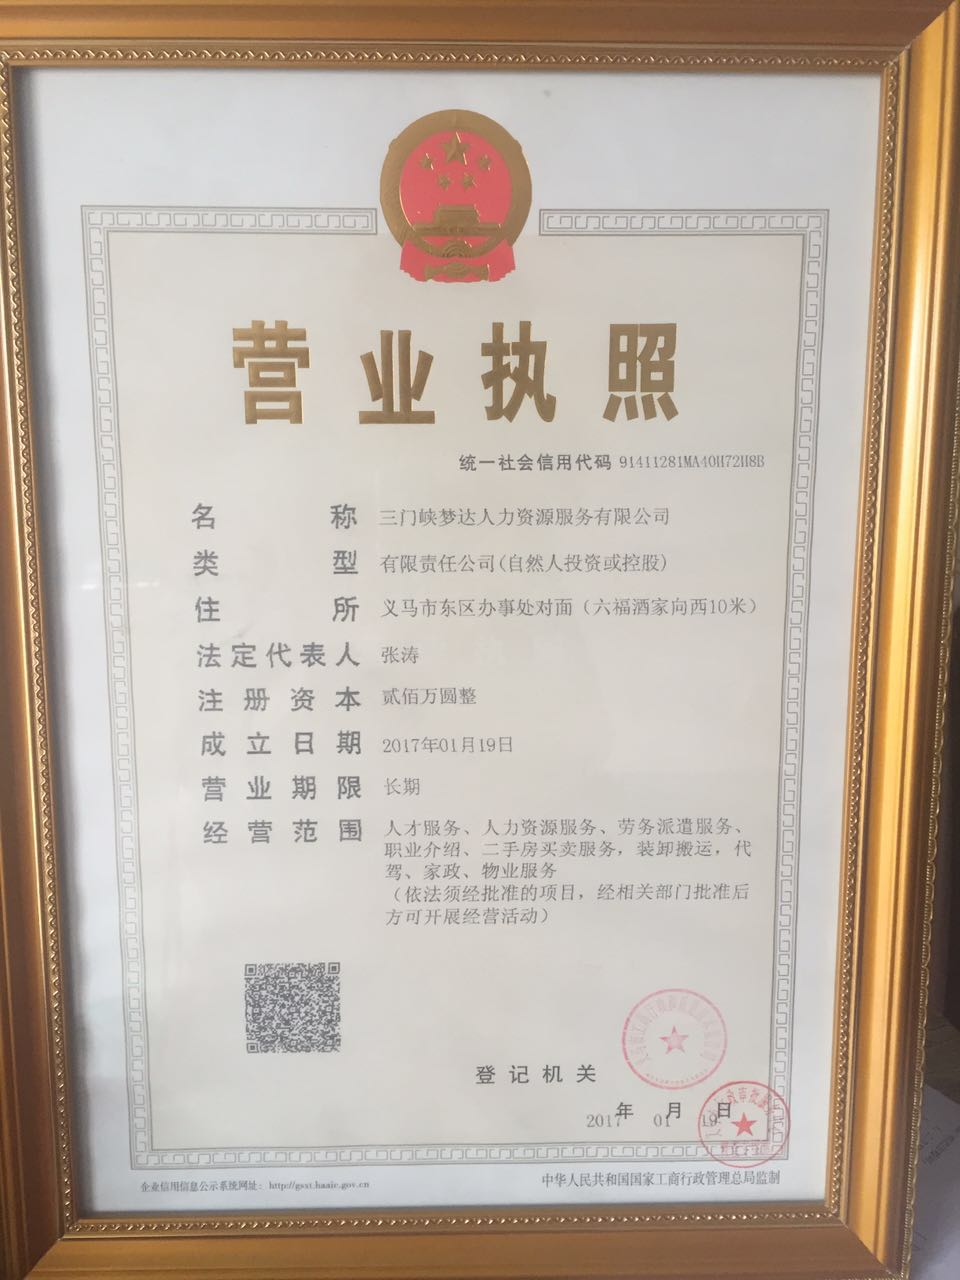 营业执照
统一社会信用代码 91411281MA40H72H8B
名称 三门峡梦达人力资源服务有限公司
类型 有限责任公司(自然人投资或控股)
住所 义马市东区办事处对面（六福酒家向西10米）
法定代表人 张涛
注册资本 贰佰万圆整
成立日期 2017年01月19日
营业期限 长期
经营范围 人才服务、人力资源服务、劳务派遣服务、
职业介绍、二手房买卖服务，装卸搬运，代
驾、家政、物业服务
（依法须经批准的项目，经相关部门批准后
方可开展经营活动）
登记机关
2017年01月19日
企业信用信息公示系统网址： http://gsxt.haaic.gov.cn
中华人民共和国国家工商行政管理总局监制